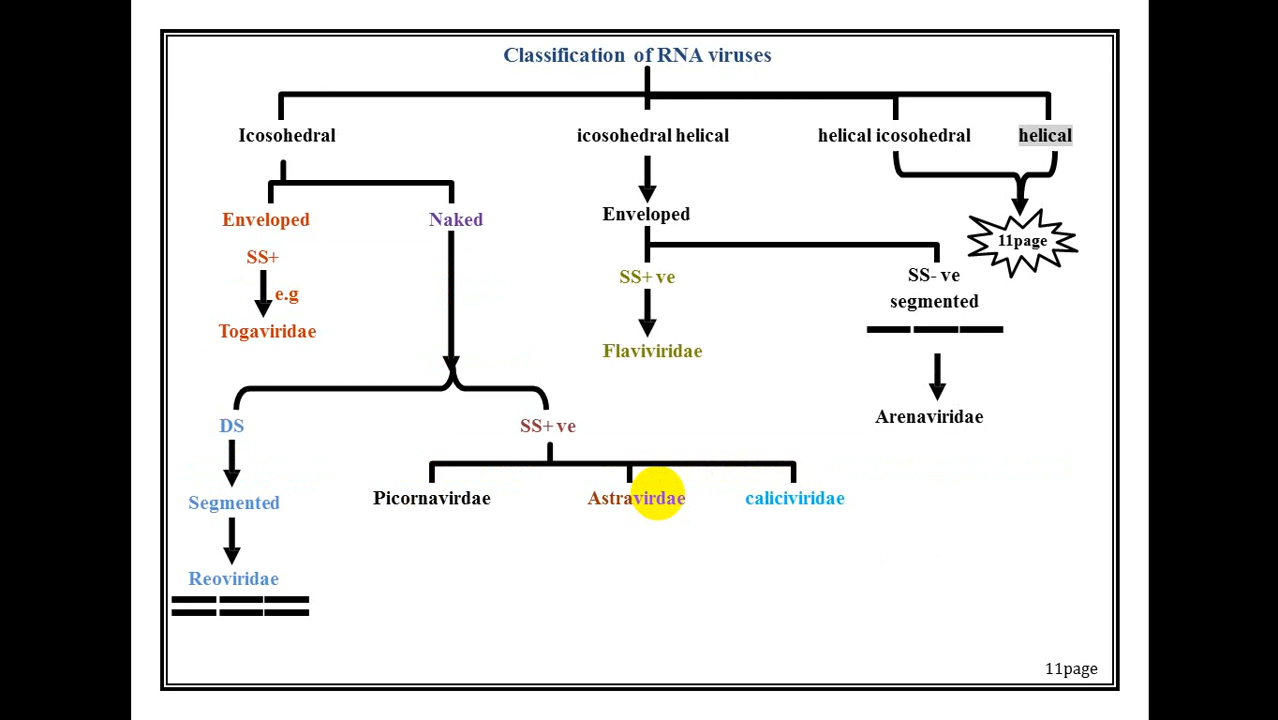 Classification of RNA viruses
Icosohedral
icosohedral helical
helical icosohedral
helical
Enveloped
Naked
Enveloped
11page
SS+
e.g
Togaviridae
SS+ ve
Flaviviridae
SS- ve
segmented
Arenaviridae
DS
SS+ ve
Segmented
Picornavirdae
Astravirdae
caliciviridae
Reoviridae
11page